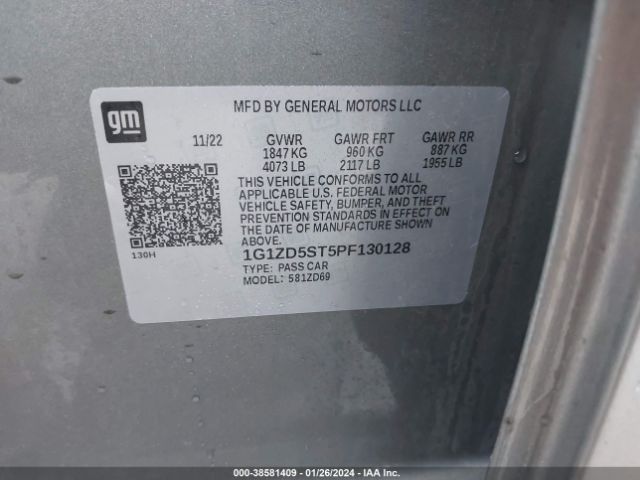 gm
MFD BY GENERAL MOTORS LLC
11/22 GVWR GAWR FRT GAWR RR
1847 KG 960 KG 887 KG
4073 LB 2117 LB 1955 LB
THIS VEHICLE CONFORMS TO ALL
APPLICABLE U.S. FEDERAL MOTOR
VEHICLE SAFETY, BUMPER, AND THEFT
PREVENTION STANDARDS IN EFFECT ON
THE DATE OF MANUFACTURE SHOWN
ABOVE.
130H
1G1ZD5ST5PF130128
TYPE: PASS CAR
MODEL: 581ZD69
000-38581409 - 01/26/2024 - IAA Inc.